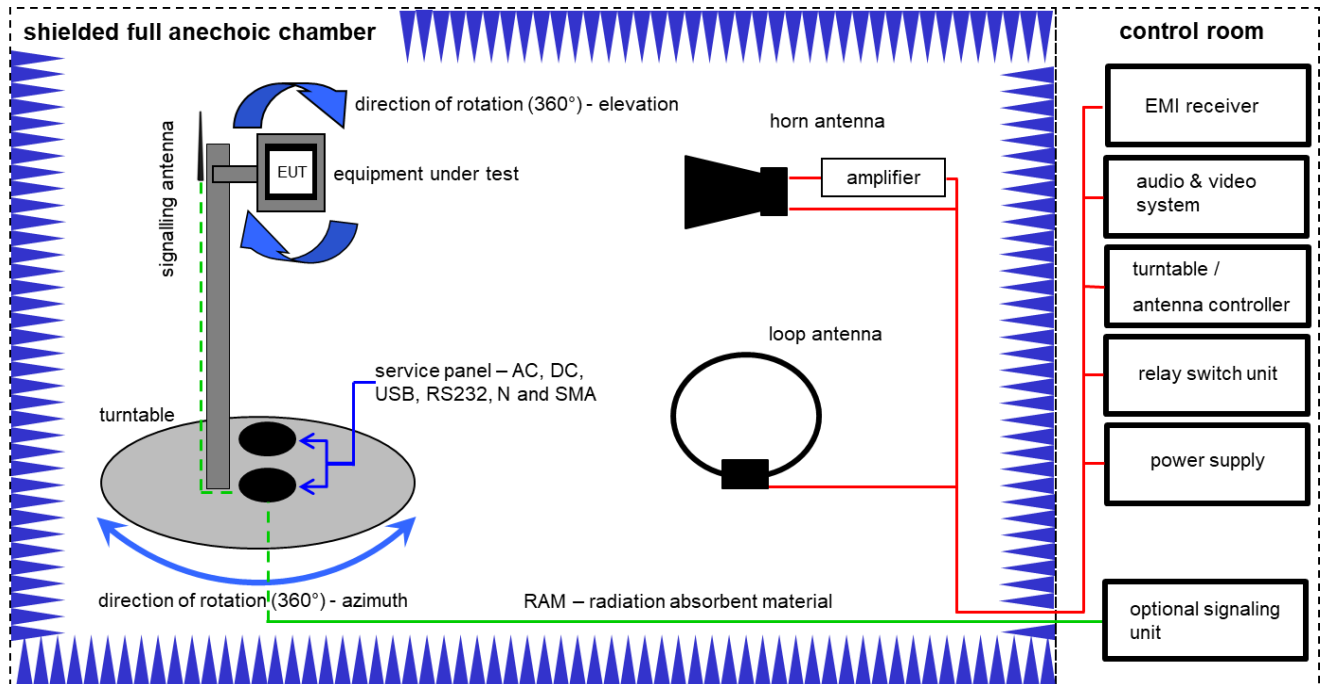 shielded full anechoic chamber
control room
direction of rotation (360°) - elevation
signalling antenna
EUT
equipment under test
horn antenna
amplifier
loop antenna
service panel – AC, DC,
USB, RS232, N and SMA
turntable
direction of rotation (360°) - azimuth
RAM – radiation absorbent material
EMI receiver
audio & video
system
turntable /
antenna controller
relay switch unit
power supply
optional signaling
unit